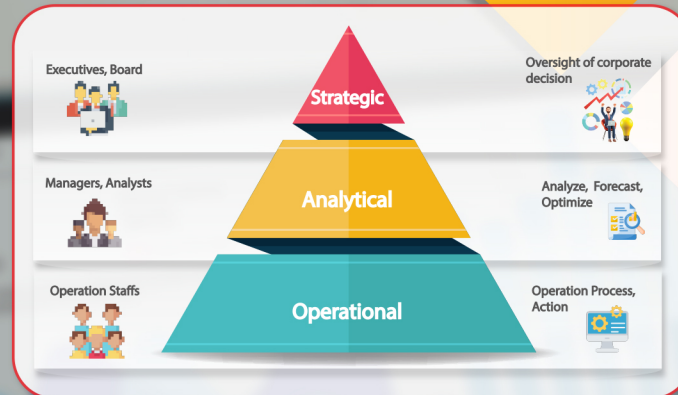 Executives, Board
Strategic
Oversight of corporate
decision
Managers, Analysts
Analytical
Analyze, Forecast,
Optimize
Operation Staffs
Operational
Operation Process,
Action